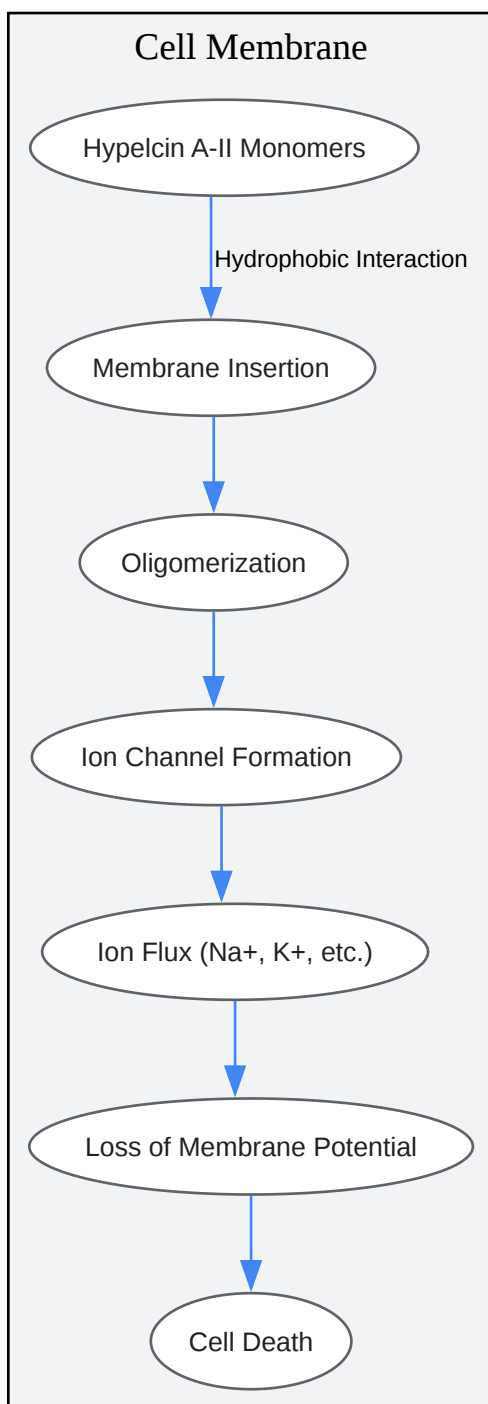 Cell Membrane
Hypelcin A-II Monomers
Hydrophobic Interaction
Membrane Insertion
Oligomerization
Ion Channel Formation
Ion Flux (Na+, K+, etc.)
Loss of Membrane Potential
Cell Death